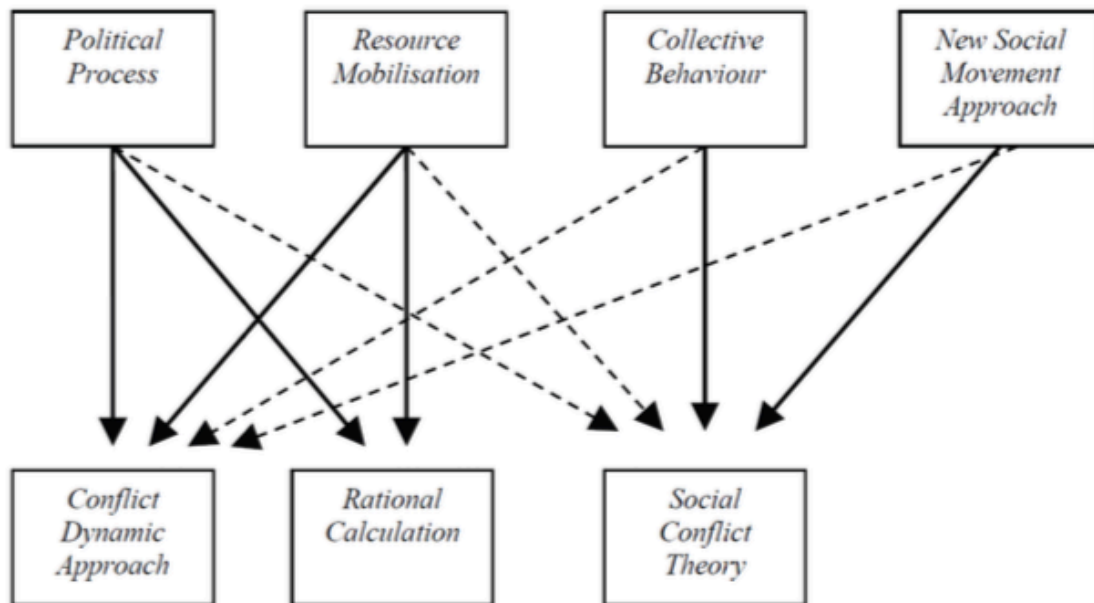 Political
Process
Resource
Mobilisation
Collective
Behaviour
New Social
Movement
Approach
Conflict
Dynamic
Approach
Rational
Calculation
Social
Conflict
Theory